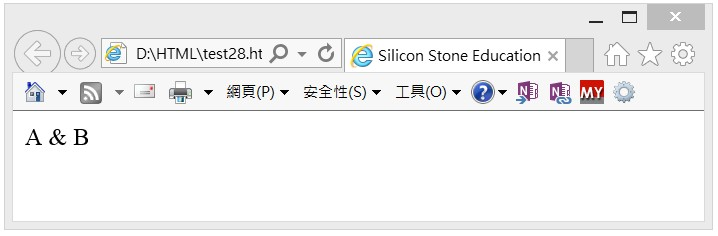 D:\HTML\test28.ht Silicon Stone Education
網頁(P) 安全性(S) 工具(O) ? N N MY
A & B